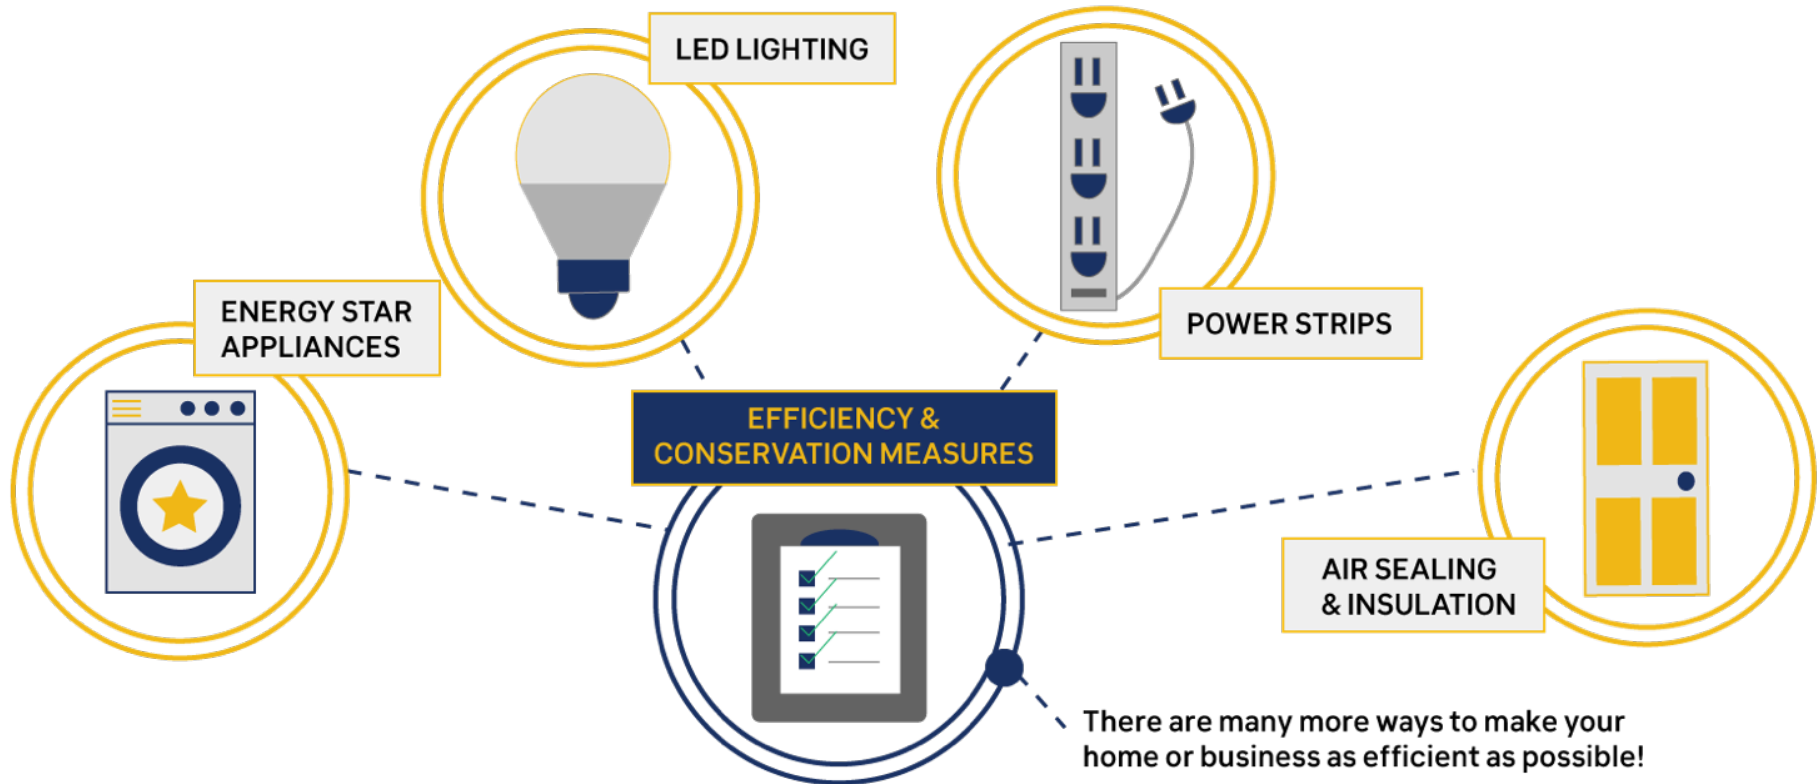 LED LIGHTING
ENERGY STAR
APPLIANCES
POWER STRIPS
EFFICIENCY &
CONSERVATION MEASURES
AIR SEALING
& INSULATION
There are many more ways to make your
home or business as efficient as possible!